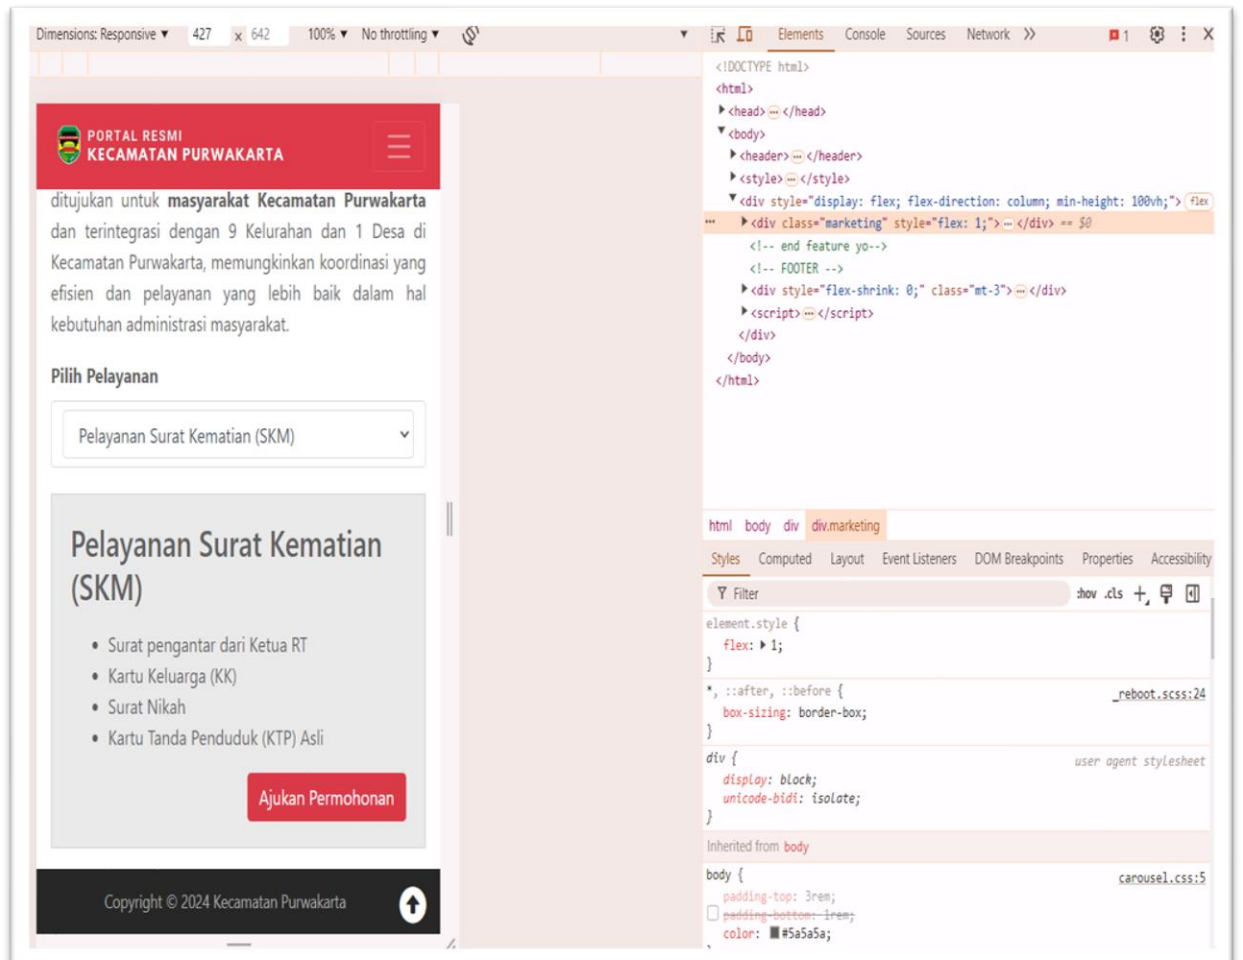 Dimensions: Responsive ▼ 427 x 642 100% ▼ No throttling ▼
Elements Console Sources Network >> 1
PORTAL RESMI
KECAMATAN PURWAKARTA
ditujukan untuk masyarakat Kecamatan Purwakarta
dan terintegrasi dengan 9 Kelurahan dan 1 Desa di
Kecamatan Purwakarta, memungkinkan koordinasi yang
efisien dan pelayanan yang lebih baik dalam hal
kebutuhan administrasi masyarakat.
Pilih Pelayanan
Pelayanan Surat Kematian (SKM)
Pelayanan Surat Kematian
(SKM)
• Surat pengantar dari Ketua RT
• Kartu Keluarga (KK)
• Surat Nikah
• Kartu Tanda Penduduk (KTP) Asli
Ajukan Permohonan
Copyright © 2024 Kecamatan Purwakarta
<!DOCTYPE html>
<html>
<head>…</head>
<body>
<header>…</header>
<style>…</style>
<div style="display: flex; flex-direction: column; min-height: 100vh;"> flex
<div class="marketing" style="flex: 1;">…</div> == $0
<!-- end feature yo-->
<!-- FOOTER -->
<div style="flex-shrink: 0;" class="mt-3">…</div>
<script>…</script>
</div>
</body>
</html>
html body div div.marketing
Styles Computed Layout Event Listeners DOM Breakpoints Properties Accessibility
Filter :hov .cls +
element.style {
flex: 1;
}
*, ::after, ::before { _reboot.scss:24
box-sizing: border-box;
}
div { user agent stylesheet
display: block;
unicode-bidi: isolate;
}
Inherited from body
body { carousel.css:5
padding-top: 3rem;
padding-bottom: 1rem;
color: #5a5a5a;